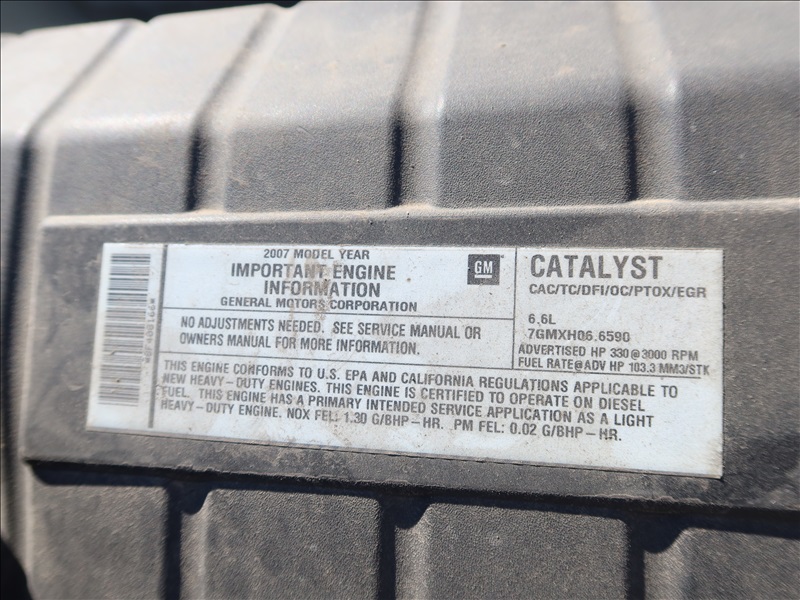 2007 MODEL YEAR
IMPORTANT ENGINE
INFORMATION
GENERAL MOTORS CORPORATION
GM
NO ADJUSTMENTS NEEDED. SEE SERVICE MANUAL OR
OWNERS MANUAL FOR MORE INFORMATION.
CATALYST
CAC/TC/DFI/OC/PTOX/EGR
6.6L
7GMXH06.6590
ADVERTISED HP 330@3000 RPM
FUEL RATE@ADV HP 103.3 MM3/STK
THIS ENGINE CONFORMS TO U.S. EPA AND CALIFORNIA REGULATIONS APPLICABLE TO
NEW HEAVY-DUTY ENGINES. THIS ENGINE IS CERTIFIED TO OPERATE ON DIESEL
FUEL. THIS ENGINE HAS A PRIMARY INTENDED SERVICE APPLICATION AS A LIGHT
HEAVY-DUTY ENGINE. NOX FEL: 1.30 G/BHP-HR. PM FEL: 0.02 G/BHP-HR.